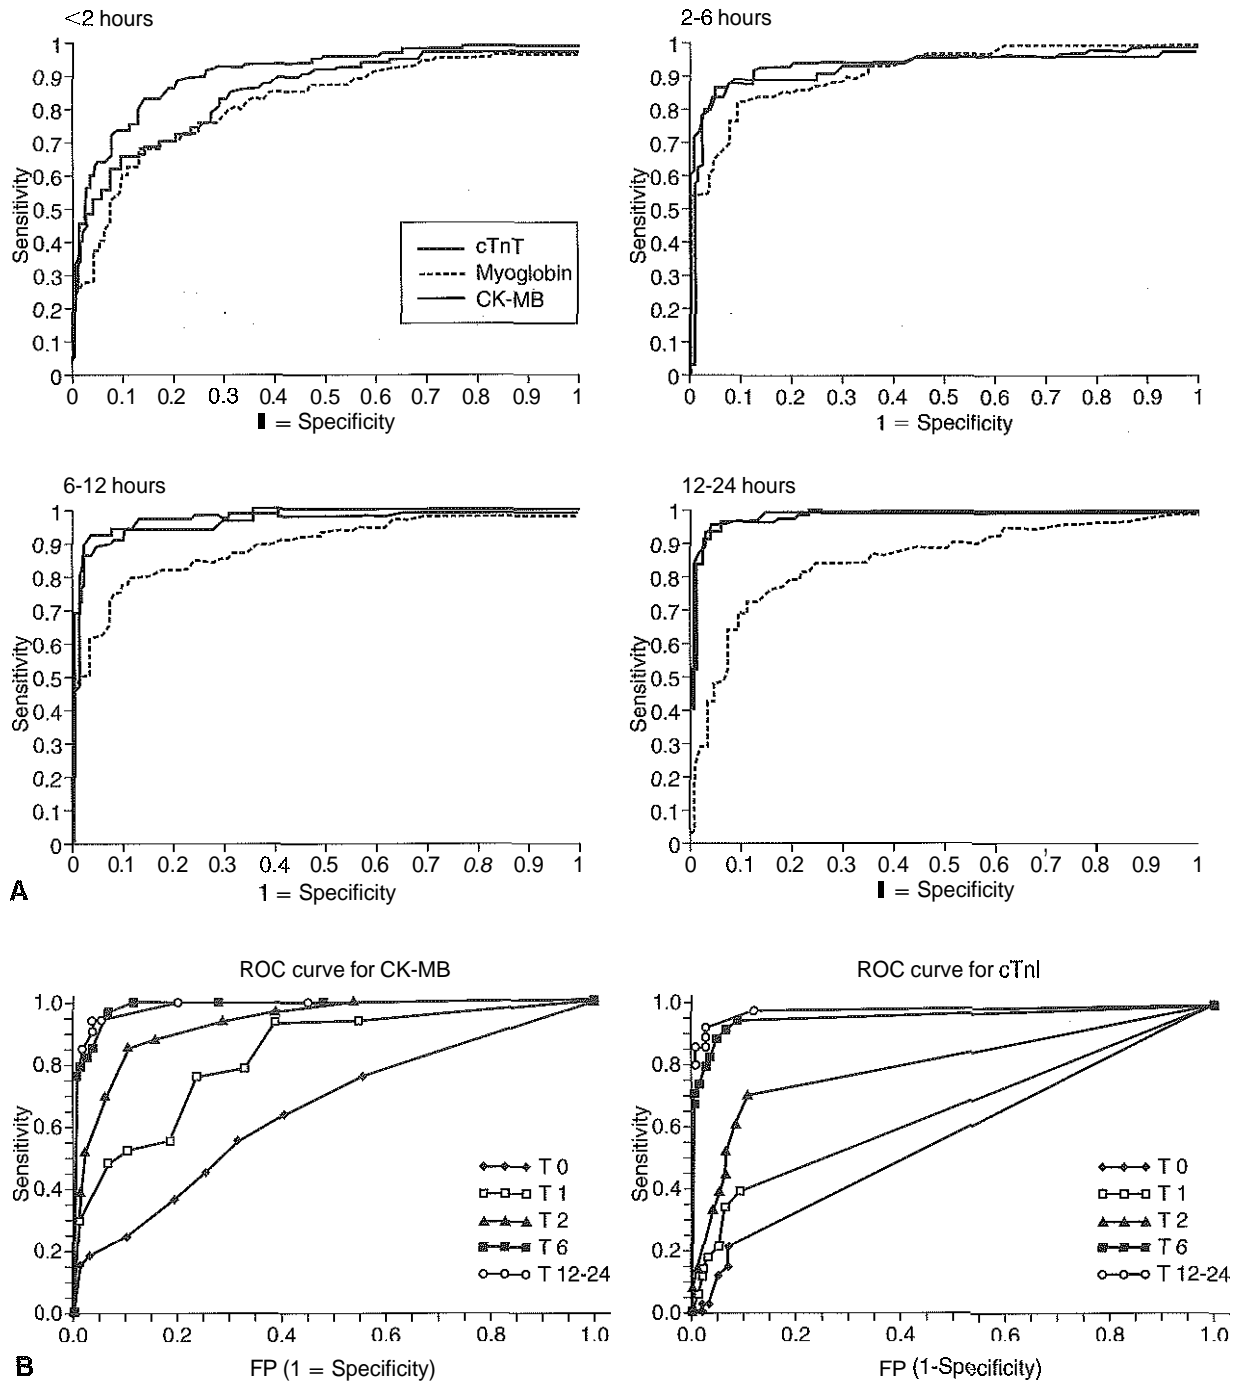 <2 hours
1
0.9
0.8
0.7
0.6
0.5
0.4
0.3
0.2
0.1
0
Sensitivity
cTnT
Myoglobin
CK-MB
0 0.1 0.2 0.3 0.4 0.5 0.6 0.7 0.8 0.9 1
= Specificity
2-6 hours
1
0.9
0.8
0.7
0.6
0.5
0.4
0.3
0.2
0.1
0
Sensitivity
0 0.1 0.2 0.3 0.4 0.5 0.6 0.7 0.8 0.9 1
1 = Specificity
6-12 hours
1
0.9
0.8
0.7
0.6
0.5
0.4
0.3
0.2
0.1
0
Sensitivity
0 0.1 0.2 0.3 0.4 0.5 0.6 0.7 0.8 0.9 1
1 = Specificity
12-24 hours
1
0.9
0.8
0.7
0.6
0.5
0.4
0.3
0.2
0.1
0
Sensitivity
0 0.1 0.2 0.3 0.4 0.5 0.6 0.7 0.8 0.9 1
= Specificity
A
ROC curve for CK-MB
1.0
0.8
0.6
0.4
0.2
0.0
Sensitivity
T 0
T 1
T 2
T 6
T 12-24
0.0 0.2 0.4 0.6 0.8 1.0
FP (1 = Specificity)
ROC curve for cTnI
1.0
0.8
0.6
0.4
0.2
0.0
Sensitivity
T 0
T 1
T 2
T 6
T 12-24
0.0 0.2 0.4 0.6 0.8 1.0
FP (1-Specificity)
B